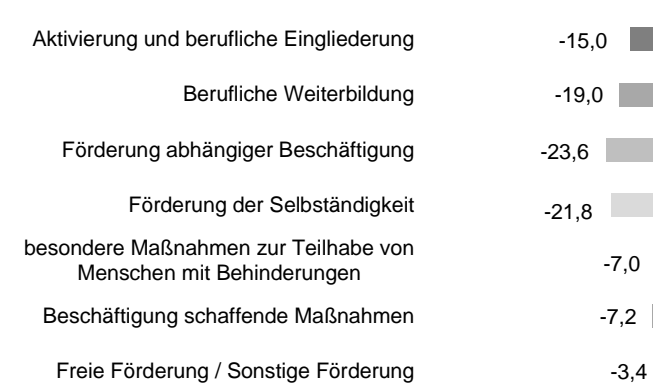 Aktivierung und berufliche Eingliederung -15,0
Berufliche Weiterbildung -19,0
Förderung abhängiger Beschäftigung -23,6
Förderung der Selbständigkeit -21,8
besondere Maßnahmen zur Teilhabe von
Menschen mit Behinderungen -7,0
Beschäftigung schaffende Maßnahmen -7,2
Freie Förderung / Sonstige Förderung -3,4